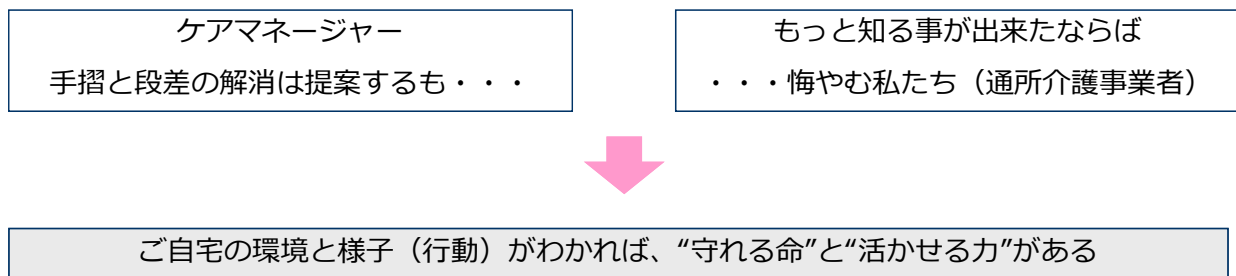 ケアマネージャー
手摺と段差の解消は提案するも・・・
もっと知る事が出来たならば
・・・悔やむ私たち（通所介護事業者）
ご自宅の環境と様子（行動）がわかれば、“守れる命”と“活かせる力”がある